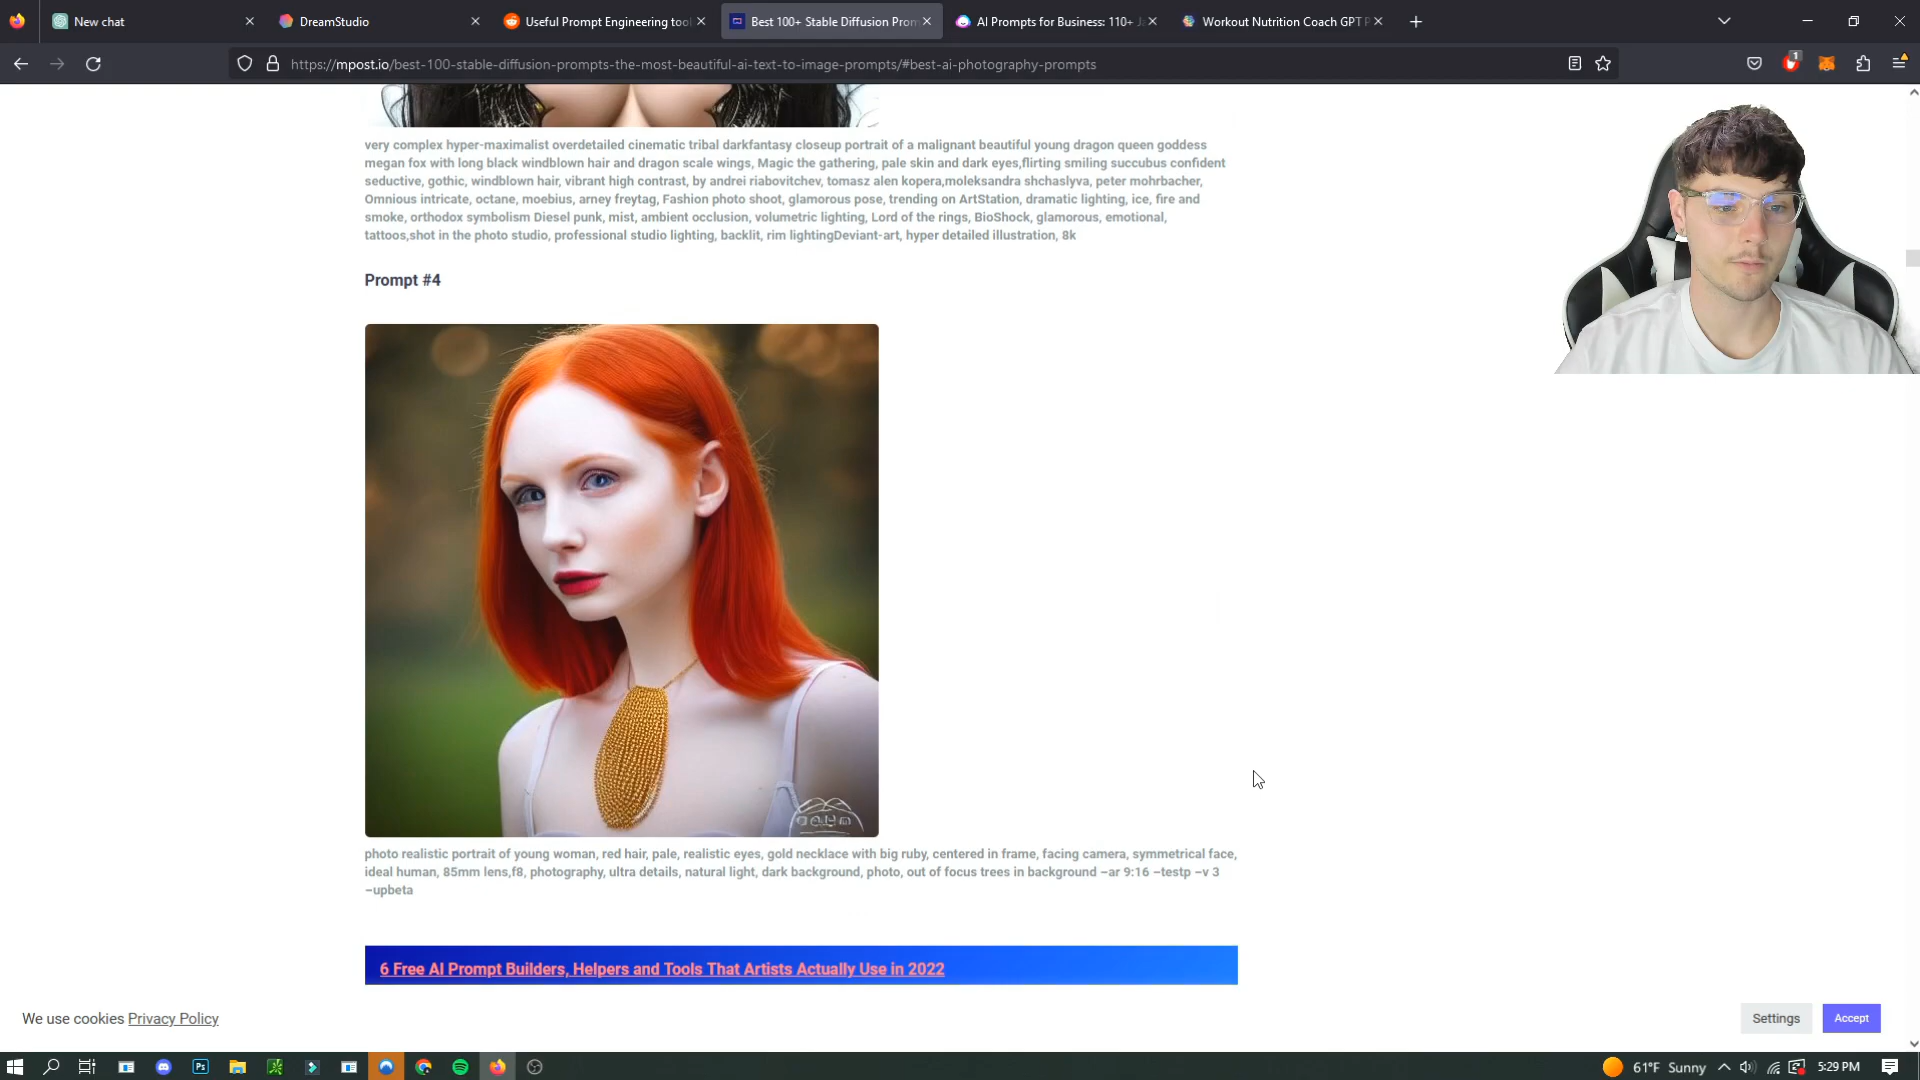 New chat
DreamStudio
Useful Prompt Engineering tool
Best 100+ Stable Diffusion Prom
AI Prompts for Business: 110+ Ja
Workout Nutrition Coach GPT P
https://mpost.io/best-100-stable-diffusion-prompts-the-most-beautiful-ai-text-to-image-prompts/#best-ai-photography-prompts
1
very complex hyper-maximalist overdetailed cinematic tribal darkfantasy closeup portrait of a malignant beautiful young dragon queen goddess
megan fox with long black windblown hair and dragon scale wings, Magic the gathering, pale skin and dark eyes,flirting smiling succubus confident
seductive, gothic, windblown hair, vibrant high contrast, by andrei riabovitchev, tomasz alen kopera,moleksandra shchaslyva, peter mohrbacher,
Omnious intricate, octane, moebius, arney freytag, Fashion photo shoot, glamorous pose, trending on ArtStation, dramatic lighting, ice, fire and
smoke, orthodox symbolism Diesel punk, mist, ambient occlusion, volumetric lighting, Lord of the rings, BioShock, glamorous, emotional,
tattoos,shot in the photo studio, professional studio lighting, backlit, rim lightingDeviant-art, hyper detailed illustration, 8k
Prompt #4
photo realistic portrait of young woman, red hair, pale, realistic eyes, gold necklace with big ruby, centered in frame, facing camera, symmetrical face,
ideal human, 85mm lens,f8, photography, ultra details, natural light, dark background, photo, out of focus trees in background –ar 9:16 –testp –v 3
–upbeta
6 Free AI Prompt Builders, Helpers and Tools That Artists Actually Use in 2022
We use cookies Privacy Policy
Settings
Accept
Ps
61°F Sunny
5:29 PM